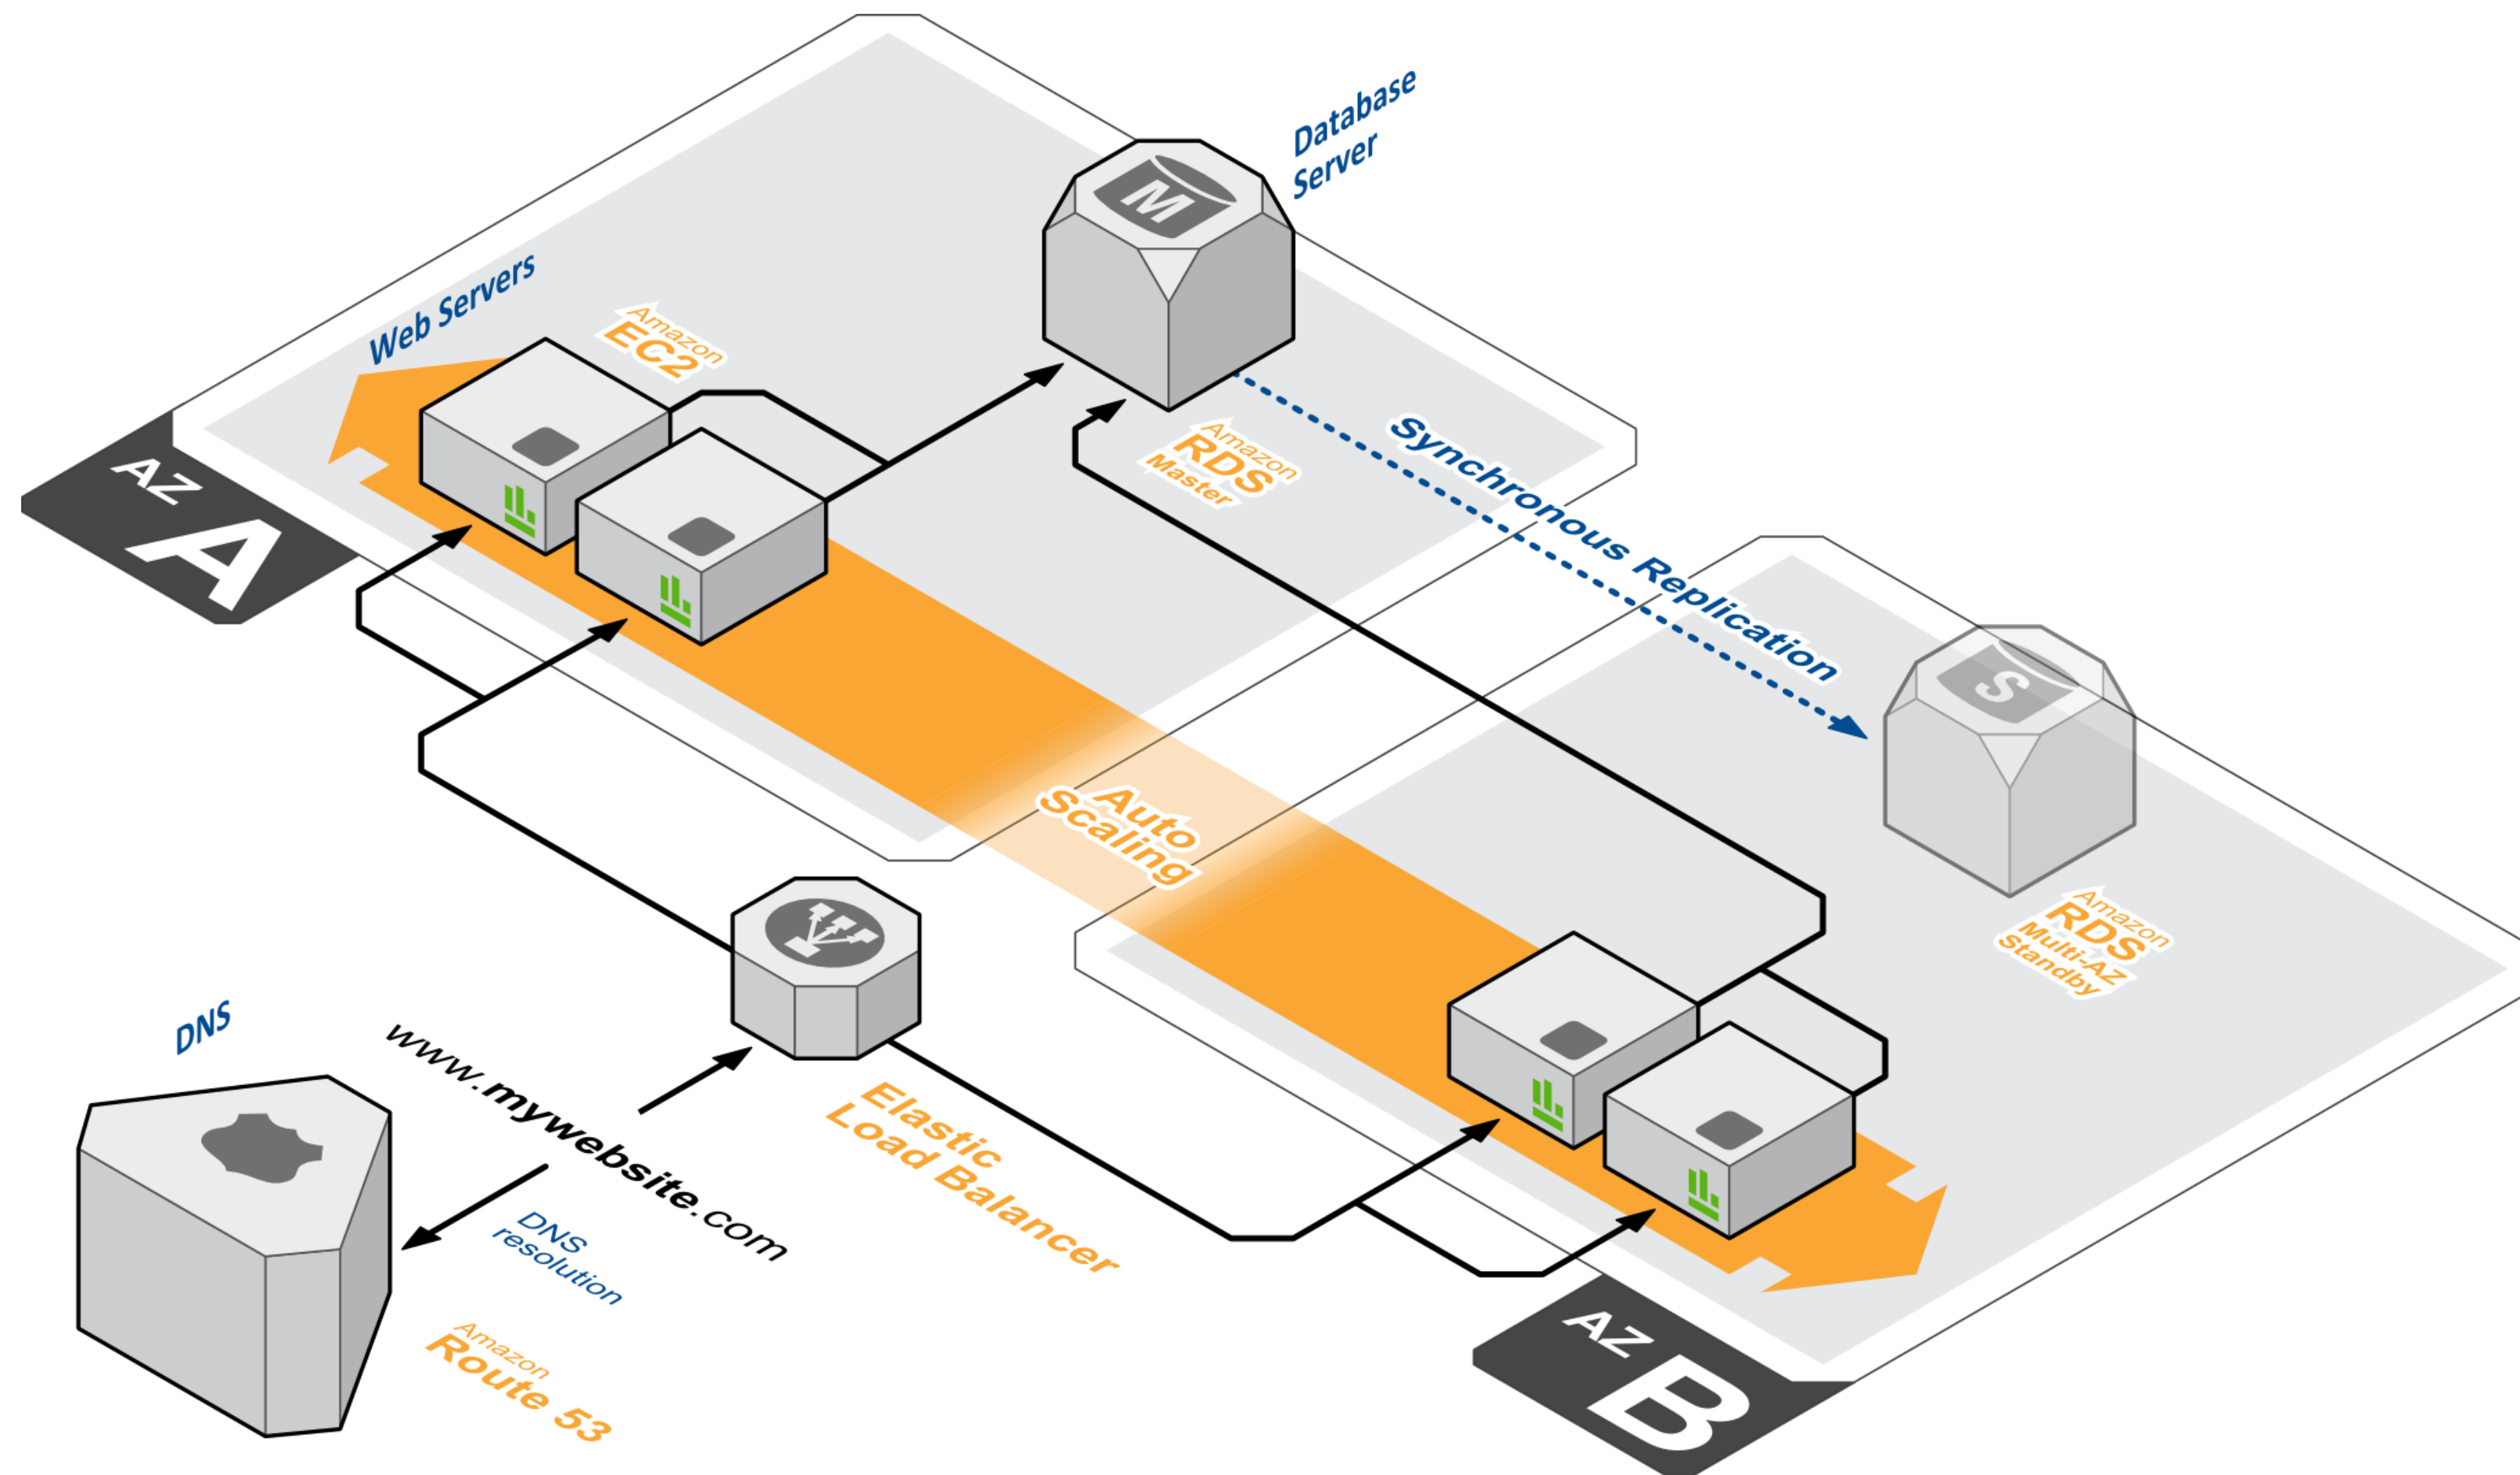 Database
Server
Web Servers
Amazon
EC2
M
AZ
A
Amazon
RDS
Master
Synchronous Replication
S
Auto
Scaling
Amazon
RDS
Multi-AZ
Standby
DNS
www.mywebsite.com
Elastic
Load Balancer
DNS
resolution
Amazon
Route 53
AZ
B